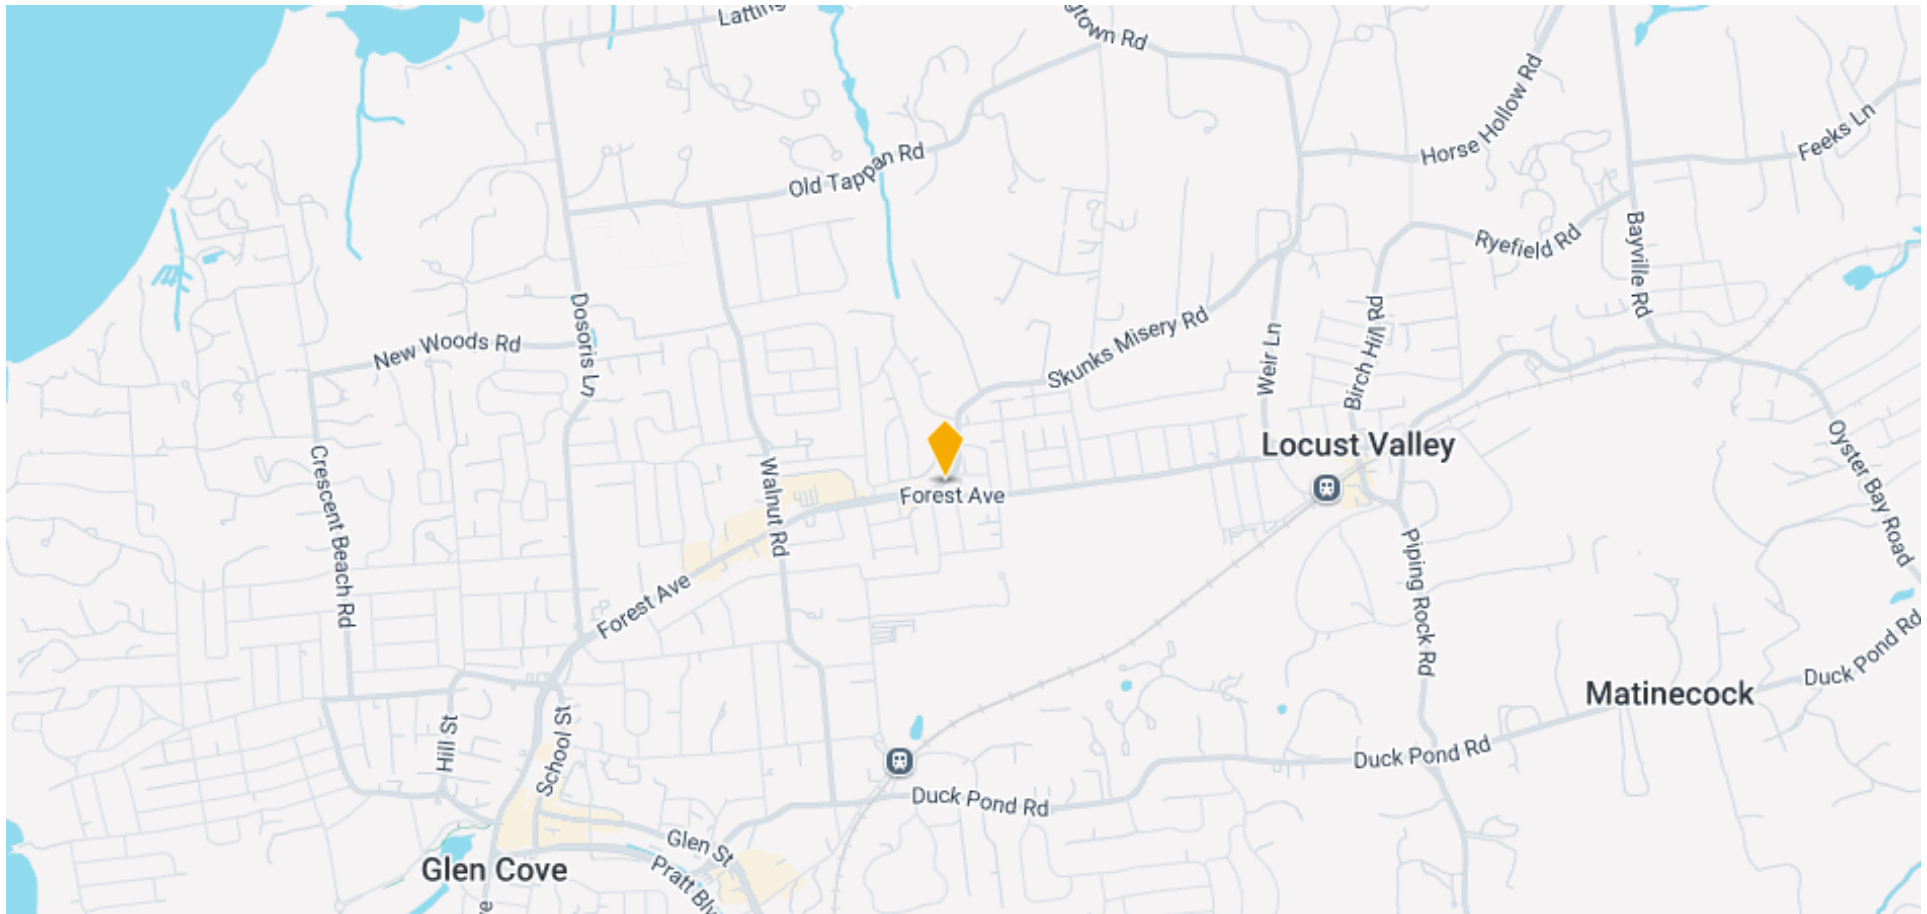 gtown Rd
Horse Hollow Rd
Feeks Ln
Old Tappan Rd
Ryefield Rd
Bayville Rd
Dosoris Ln
New Woods Rd
Skunks Misery Rd
Weir Ln
Birch Hill Rd
Locust Valley
Oyster Bay Road
Crescent Beach Rd
Walnut Rd
Forest Ave
Forest Ave
Piping Rock Rd
Matinecock
Duck Pond Rd
Hill St
School St
Duck Pond Rd
Duck Pond Rd
Glen St
Glen Cove